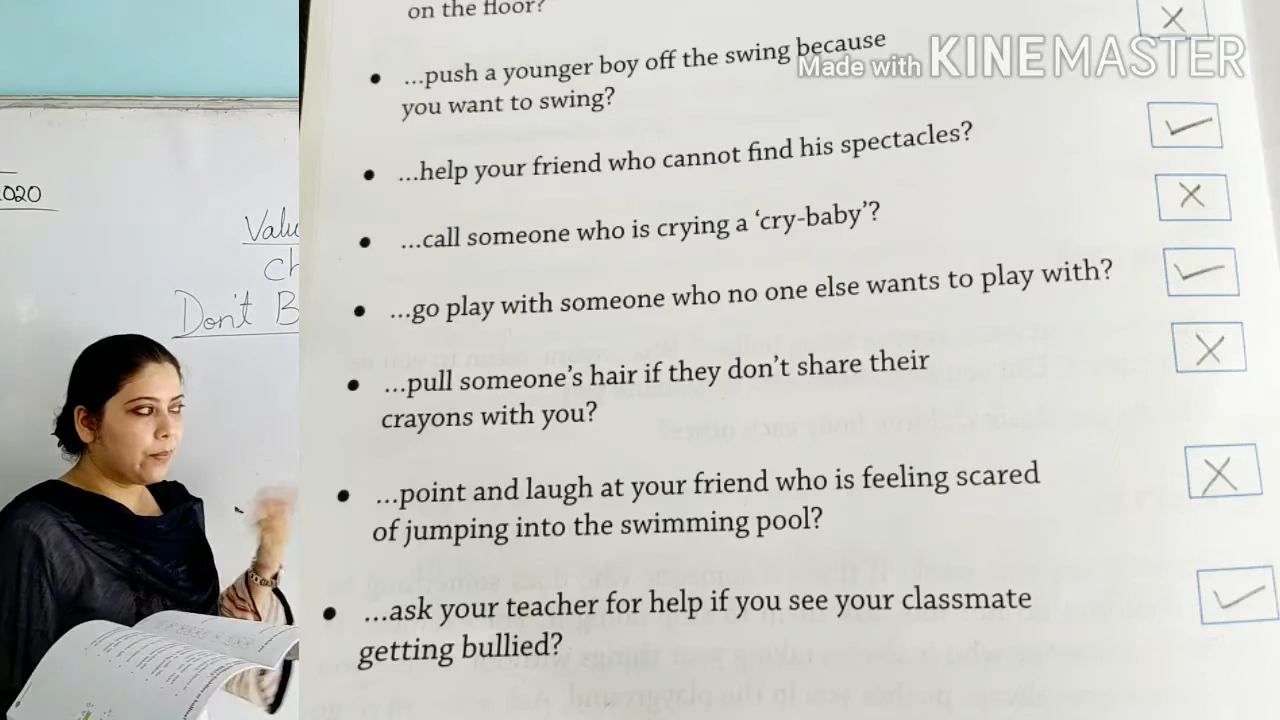 on the floor?
...push a younger boy off the swing because
you want to swing?
...help your friend who cannot find his spectacles?
...call someone who is crying a ‘cry-baby’?
...go play with someone who no one else wants to play with?
...pull someone’s hair if they don’t share their
crayons with you?
...point and laugh at your friend who is feeling scared
of jumping into the swimming pool?
...ask your teacher for help if you see your classmate
getting bullied?
Made with KINEMASTER
2020
Valu
Ch
Don't B